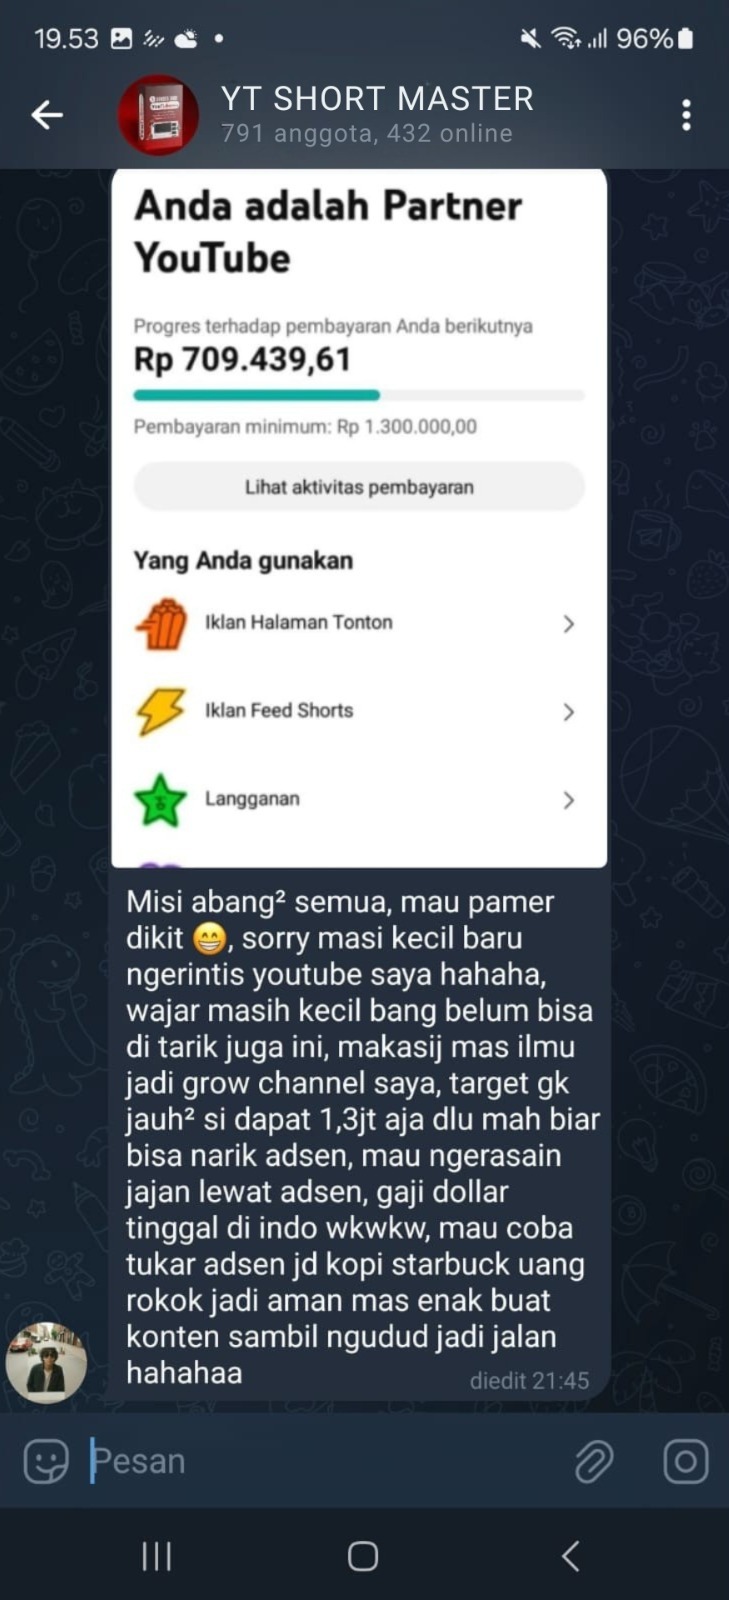 19.53
96%
YT SHORT MASTER
791 anggota, 432 online
Anda adalah Partner
YouTube
Progres terhadap pembayaran Anda berikutnya
Rp 709.439,61
Pembayaran minimum: Rp 1.300.000,00
Lihat aktivitas pembayaran
Yang Anda gunakan
Iklan Halaman Tonton
Iklan Feed Shorts
Langganan
Misi abang² semua, mau pamer
dikit 😁, sorry masi kecil baru
ngerintis youtube saya hahaha,
wajar masih kecil bang belum bisa
di tarik juga ini, makasij mas ilmu
jadi grow channel saya, target gk
jauh² si dapat 1,3jt aja dlu mah biar
bisa narik adsen, mau ngerasain
jajan lewat adsen, gaji dollar
tinggal di indo wkwkw, mau coba
tukar adsen jd kopi starbuck uang
rokok jadi aman mas enak buat
konten sambil ngudud jadi jalan
hahahaa
diedit 21:45
Pesan